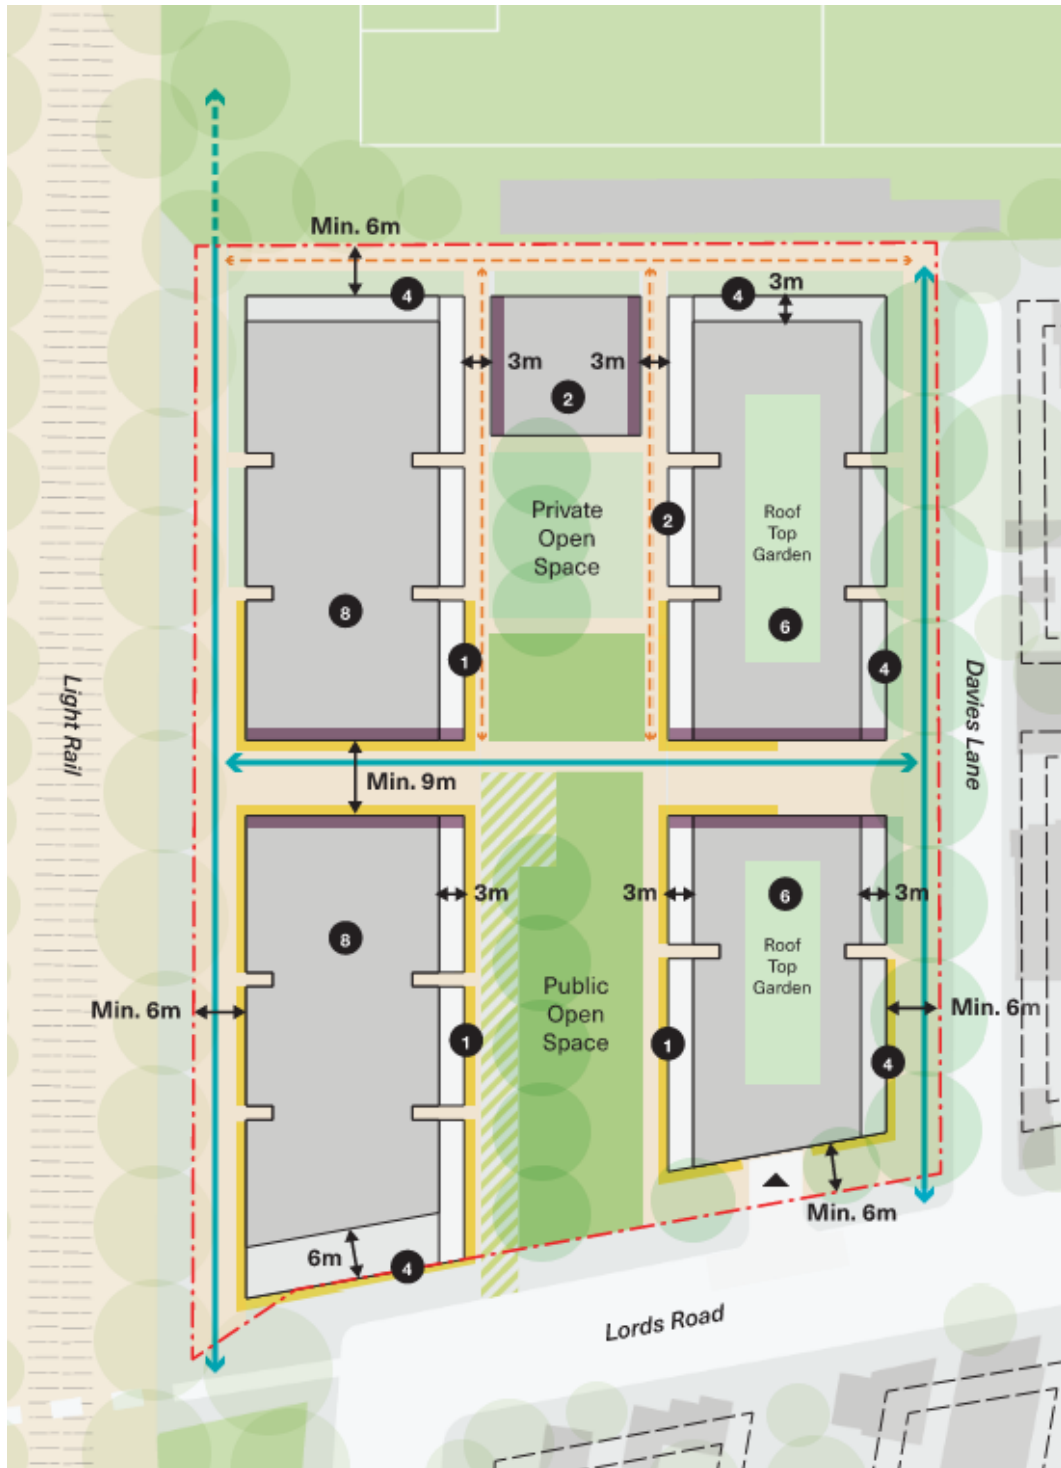 Min. 6m
4
4
3m
3m
3m
2
Private
Open
Space
2
Roof
Top
Garden
8
6
1
4
Light Rail
Davies Lane
Min. 9m
3m
3m
6
3m
8
Roof
Top
Garden
Public
Open
Space
Min. 6m
Min. 6m
1
1
4
Min. 6m
6m
4
Lords Road